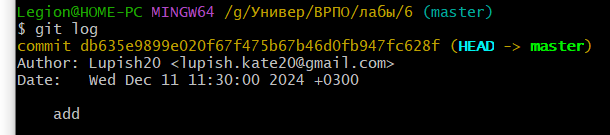 Legion@HOME-PC MINGW64 /g/Универ/ВРПО/лабы/6 (master)
$ git log
commit db635e9899e020f67f475b67b46d0fb947fc628f (HEAD -> master)
Author: Lupish20 <lupish.kate20@gmail.com>
Date:   Wed Dec 11 11:30:00 2024 +0300
    add